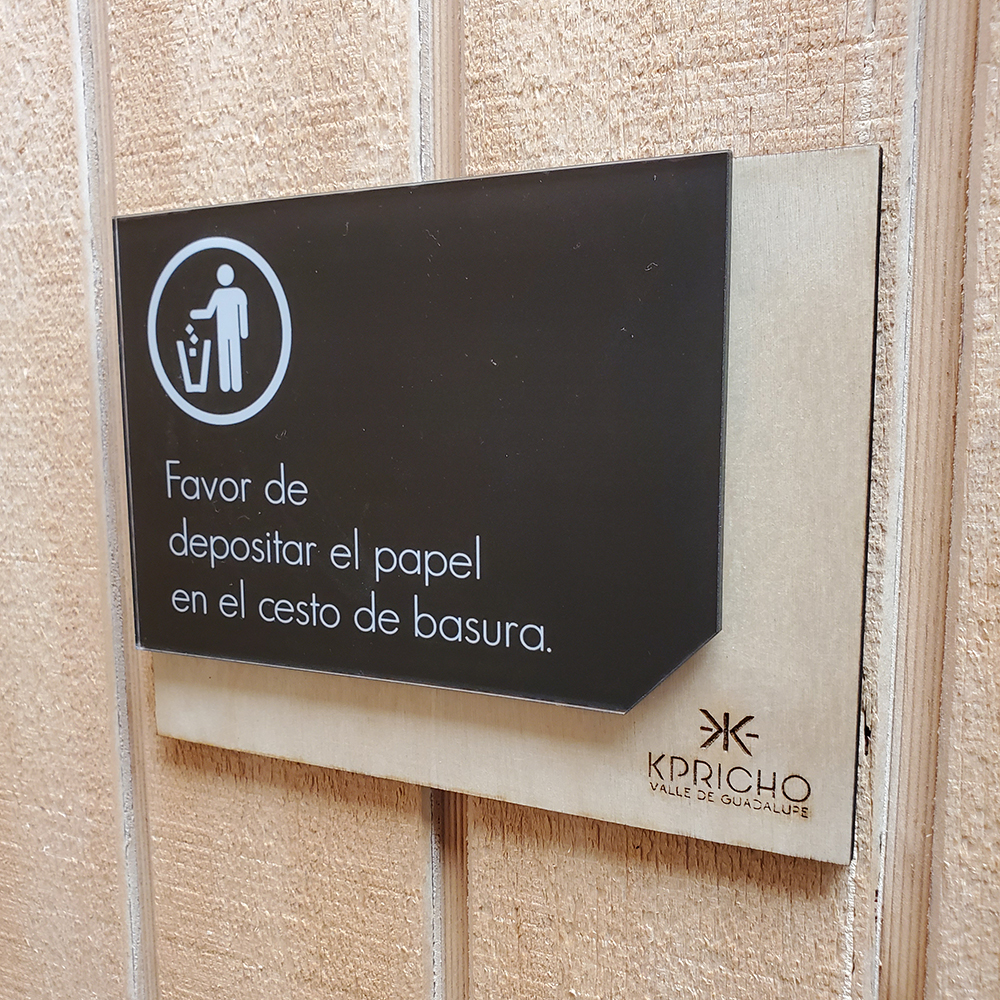 Favor de
depositar el papel
en el cesto de basura.
KPRICHO
VALLE DE GUADALUPE